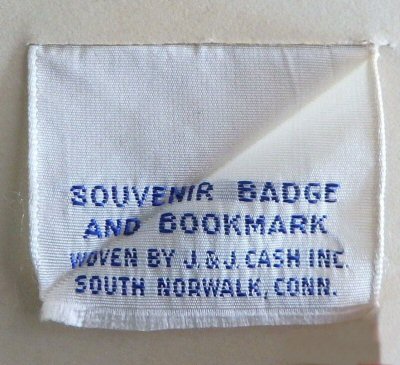 SOUVENIR BADGE
AND BOOKMARK
WOVEN BY J. & J. CASH INC.
SOUTH NORWALK, CONN.